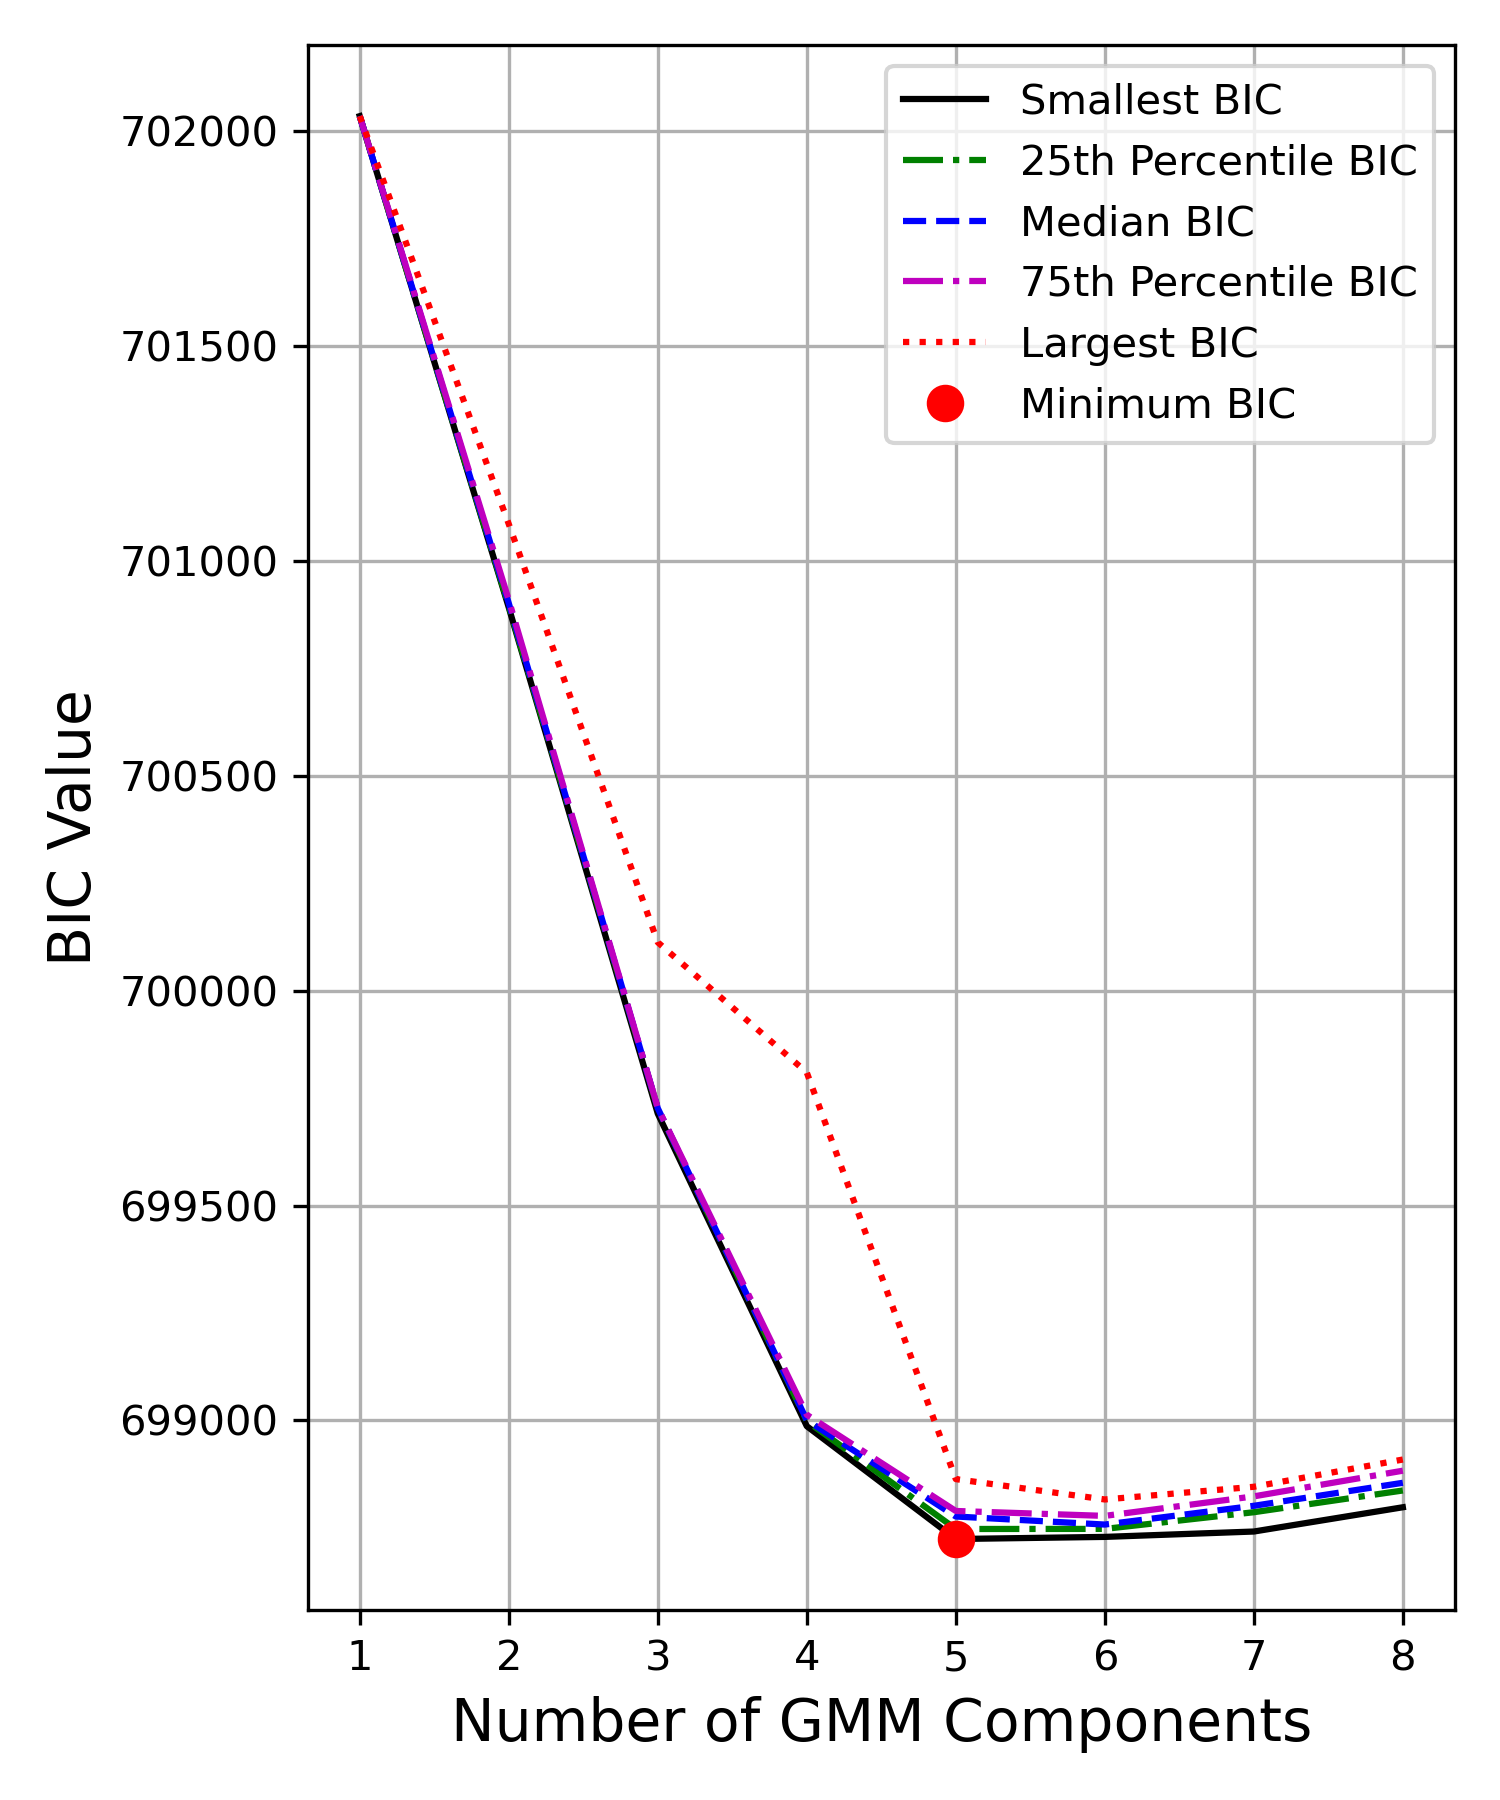 Smallest BIC
25th Percentile BIC
Median BIC
75th Percentile BIC
Largest BIC
Minimum BIC
702000
701500
701000
700500
700000
699500
699000
BIC Value
1 2 3 4 5 6 7 8
Number of GMM Components